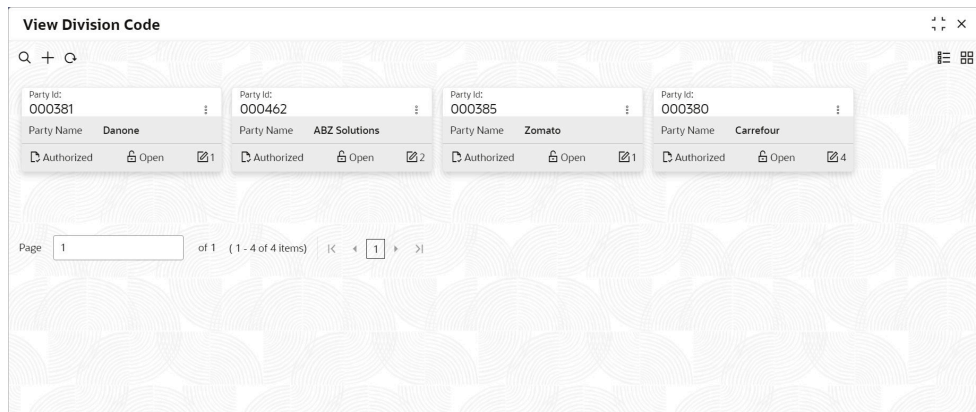 View Division Code
Party Id:
000381
Party Name Danone
Authorized Open 1
Party Id:
000462
Party Name ABZ Solutions
Authorized Open 2
Party Id:
000385
Party Name Zomato
Authorized Open 1
Party Id:
000380
Party Name Carrefour
Authorized Open 4
Page 1 of 1 ( 1 - 4 of 4 items) 1